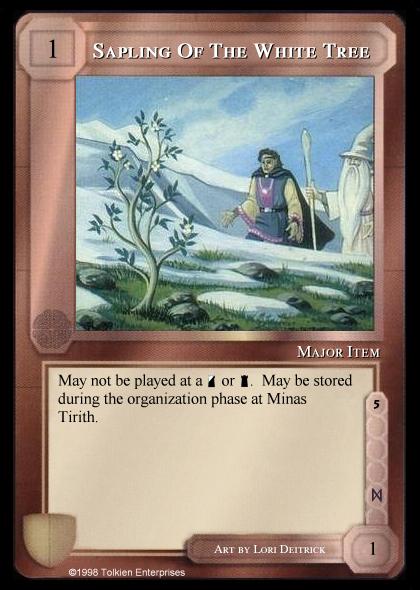 1
Sapling Of The White Tree
Major Item
May not be played at a or . May be stored
during the organization phase at Minas
Tirith.
5
ᛞ
Art by Lori Deitrick
1
©1998 Tolkien Enterprises